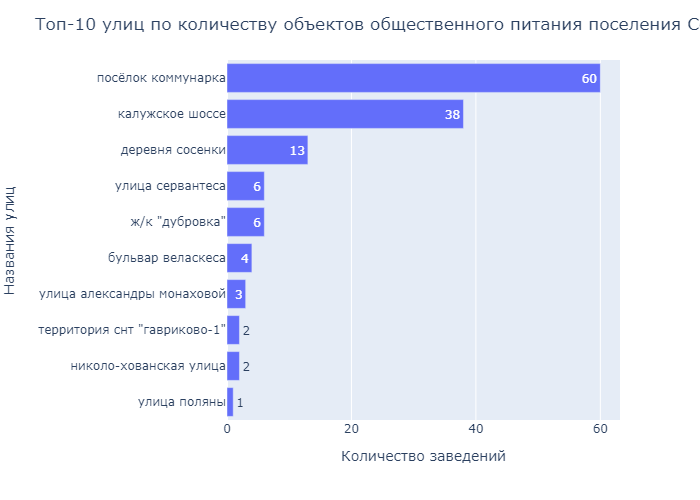 Топ-10 улиц по количеству объектов общественного питания поселения С
посёлок коммунарка 60
калужское шоссе 38
деревня сосенки 13
улица сервантеса 6
ж/к "дубровка" 6
бульвар веласкеса 4
улица александры монаховой 3
территория снт "гавриково-1" 2
николо-хованская улица 2
улица поляны 1
0 20 40 60
Количество заведений
Названия улиц